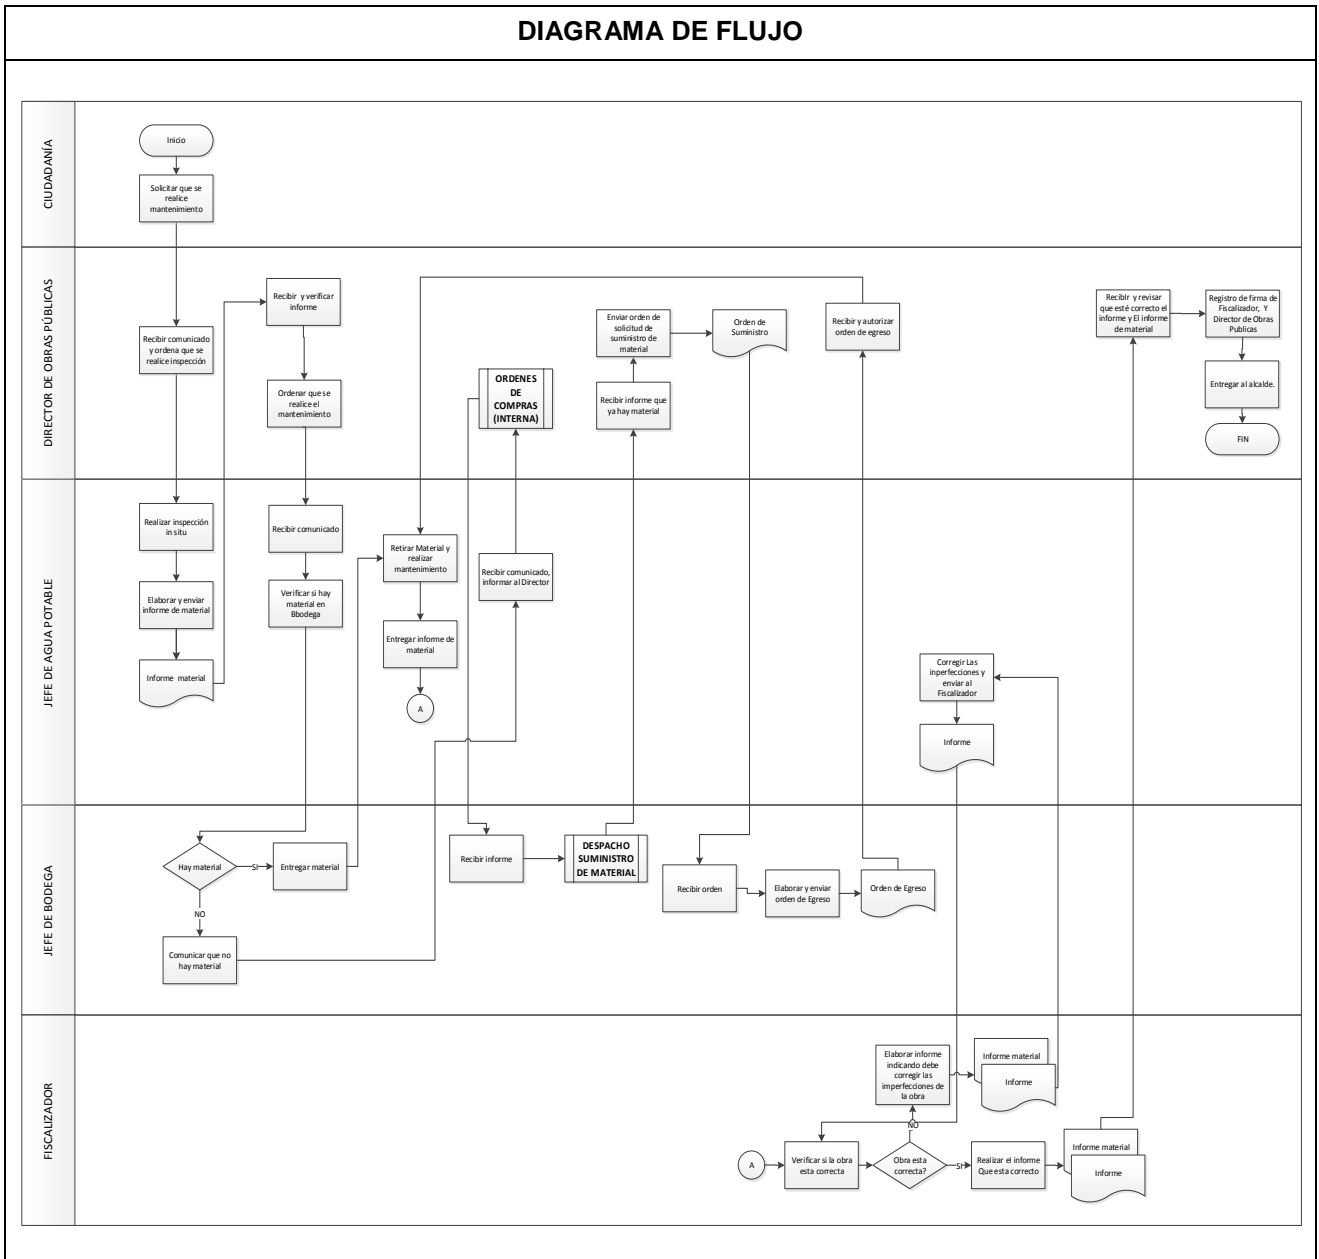 DIAGRAMA DE FLUJO
CIUDADANÍA
Inicio
Solicitar que se
realice
mantenimiento
DIRECTOR DE OBRAS PÚBLICAS
Recibir comunicado
y ordena que se
realice inspección
Recibir y verificar
informe
Ordenar que se
realice el
mantenimiento
ORDENES
DE
COMPRAS
(INTERNA)
Enviar orden de
solicitud de
suministro de
material
Recibir informe que
ya hay material
Orden de
Suministro
Recibir y autorizar
orden de egreso
RecibIr y revisar
que esté correcto el
informe y El informe
de material
Registro de firma de
Fiscalizador, Y
Director de Obras
Publicas
Entregar al alcalde.
FIN
JEFE DE AGUA POTABLE
Realizar inspección
in situ
Elaborar y enviar
informe de material
Informe material
Recibir comunicado
Verificar si hay
material en
Bbodega
Retirar Material y
realizar
mantenimiento
Entregar informe de
material
A
Recibir comunicado,
informar al Director
Corregir Las
inperfecciones y
enviar al
Fiscalizador
Informe
JEFE DE BODEGA
Hay material
SI
Entregar material
NO
Comunicar que no
hay material
Recibir informe
DESPACHO
SUMINISTRO
DE MATERIAL
Recibir orden
Elaborar y enviar
orden de Egreso
Orden de Egreso
FISCALIZADOR
A
Verificar si la obra
esta correcta
Obra esta
correcta?
NO
Elaborar informe
indicando debe
corregir las
imperfecciones de
la obra
Informe material
Informe
SI
Realizar el informe
Que esta correcto
Informe material
Informe